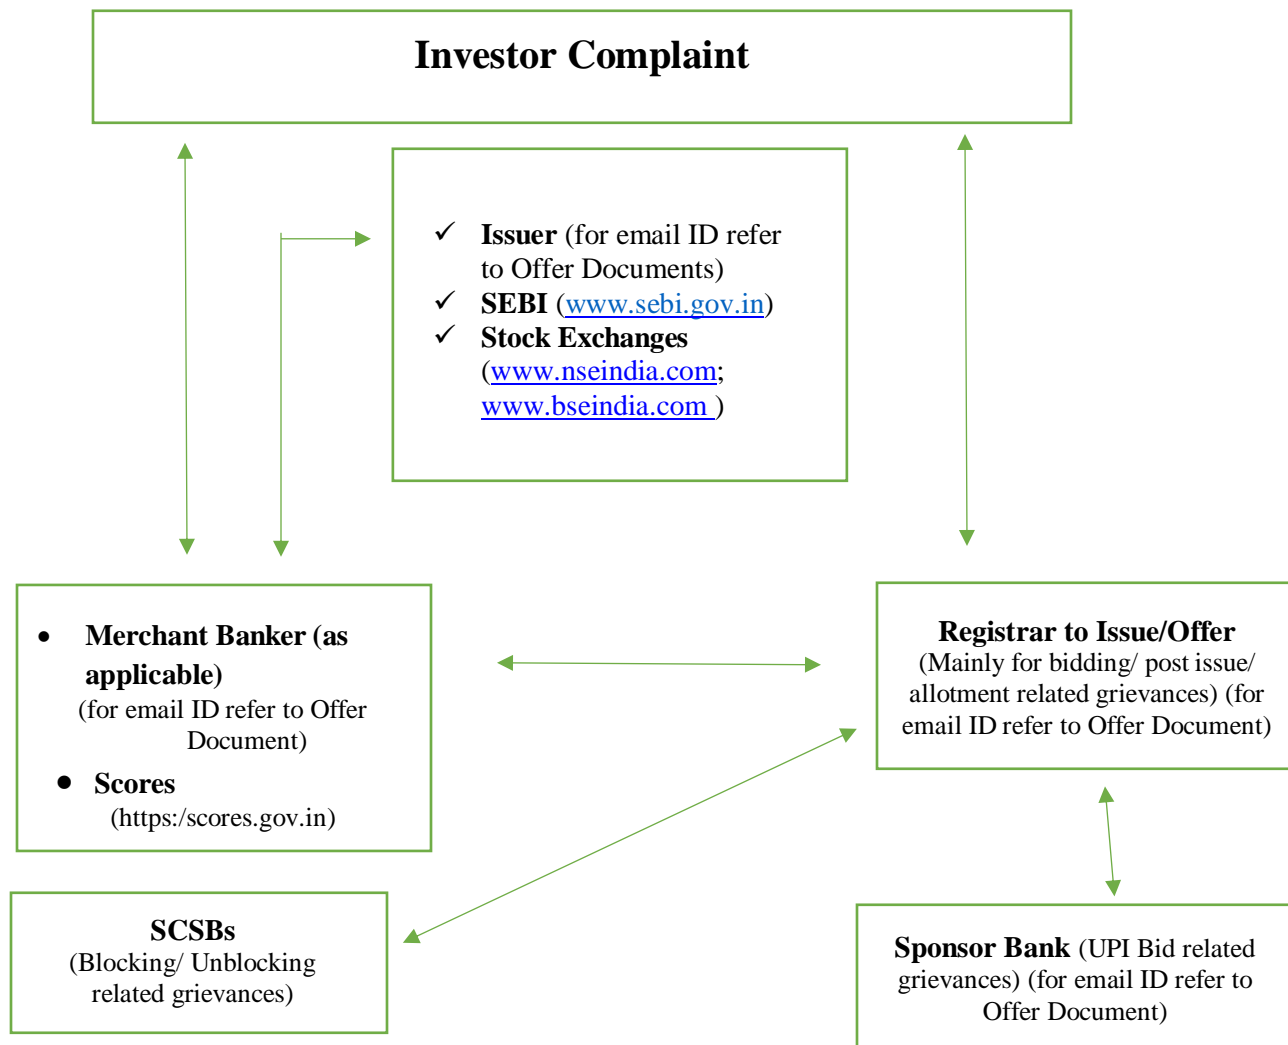 Investor Complaint
✓ Issuer (for email ID refer
to Offer Documents)
✓ SEBI (www.sebi.gov.in)
✓ Stock Exchanges
(www.nseindia.com;
www.bseindia.com )
• Merchant Banker (as
applicable)
(for email ID refer to Offer
Document)
• Scores
(https:/scores.gov.in)
Registrar to Issue/Offer
(Mainly for bidding/ post issue/
allotment related grievances) (for
email ID refer to Offer Document)
SCSBs
(Blocking/ Unblocking
related grievances)
Sponsor Bank (UPI Bid related
grievances) (for email ID refer to
Offer Document)